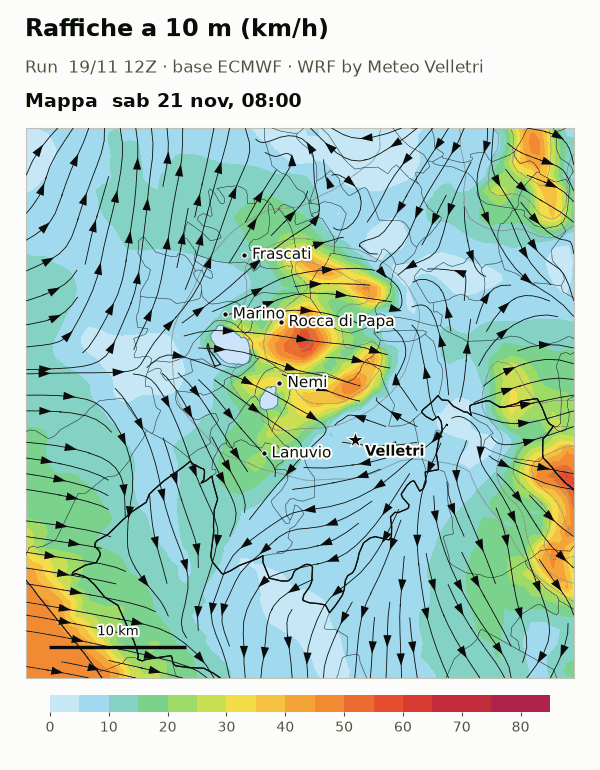 Raffiche a 10 m (km/h)
Run  19/11 12Z · base ECMWF · WRF by Meteo Velletri
Mappa  sab 21 nov, 08:00
Frascati
Marino
Rocca di Papa
Nemi
Velletri
Lanuvio
10 km
0 10 20 30 40 50 60 70 80